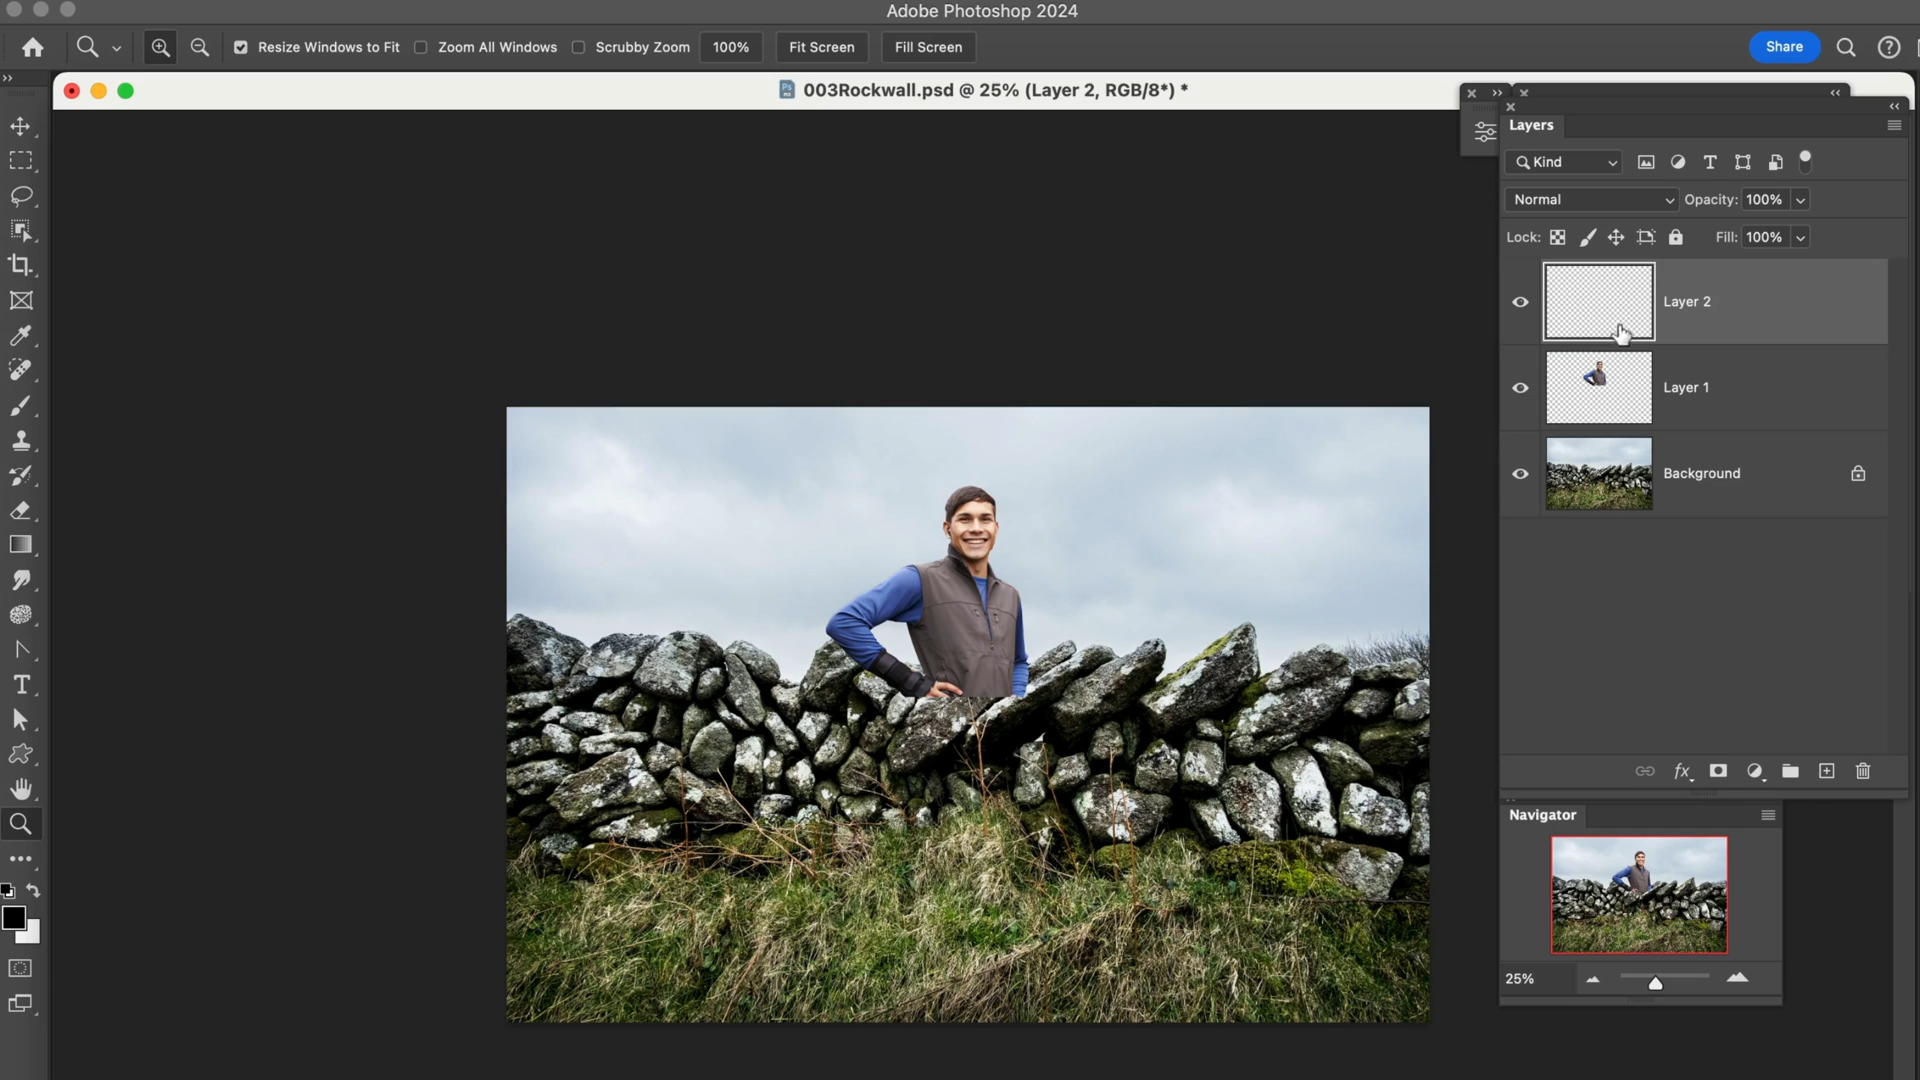 Adobe Photoshop 2024
Resize Windows to Fit Zoom All Windows Scrubby Zoom 100% Fit Screen Fill Screen Share
003Rockwall.psd @ 25% (Layer 2, RGB/8*) *
Layers
Kind
Normal Opacity: 100%
Lock: Fill: 100%
Layer 2
Layer 1
Background
Navigator
25%